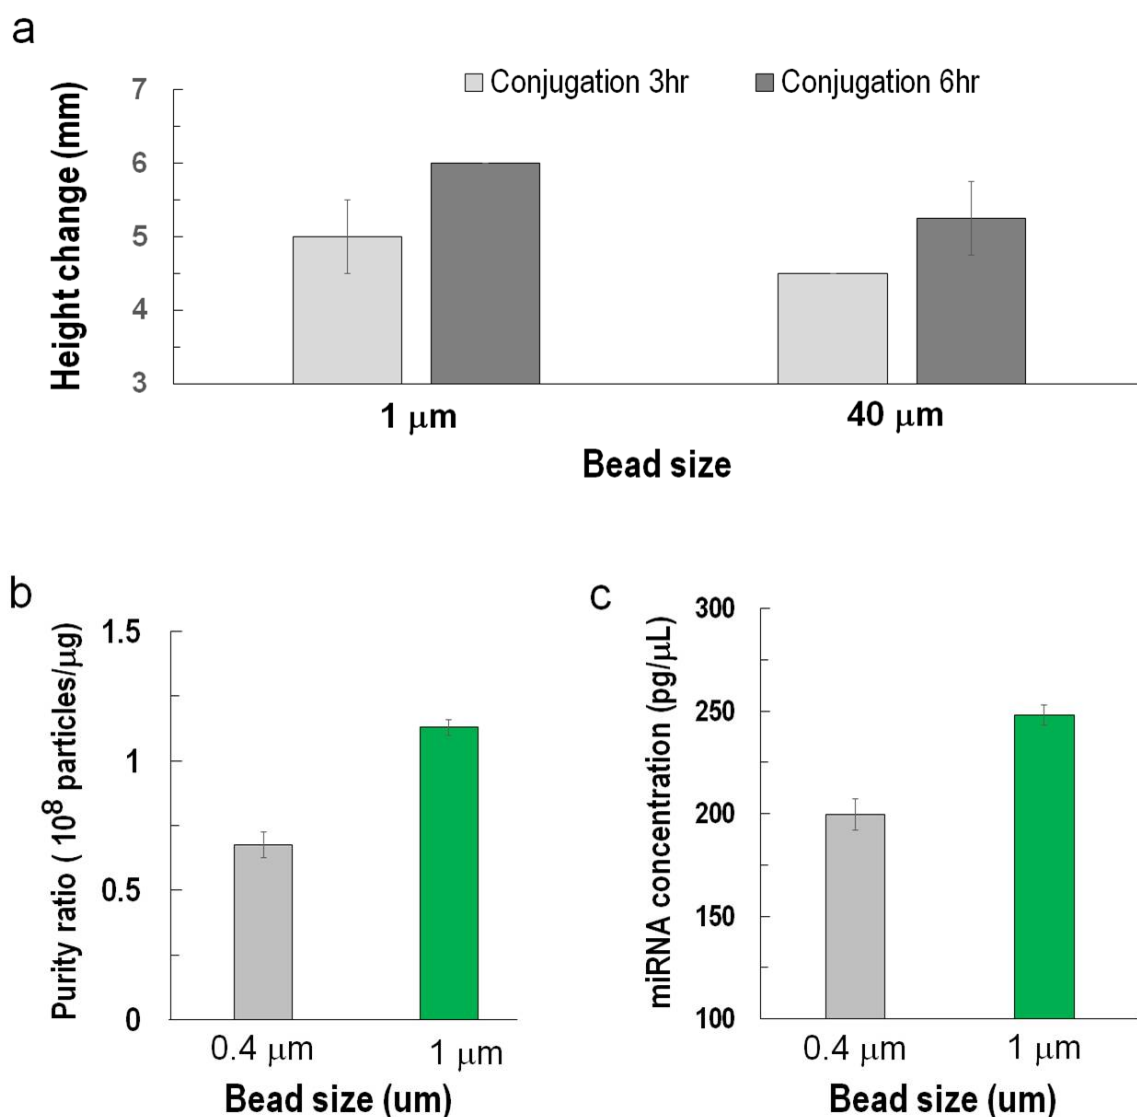 a
Conjugation 3hr Conjugation 6hr
Height change (mm)
7
6
5
4
3
1 μm 40 μm
Bead size
b
Purity ratio ( 10⁸ particles/μg)
1.5
1
0.5
0
0.4 μm 1 μm
Bead size (um)
c
miRNA concentration (pg/μL)
300
250
200
150
100
0.4 μm 1 μm
Bead size (um)